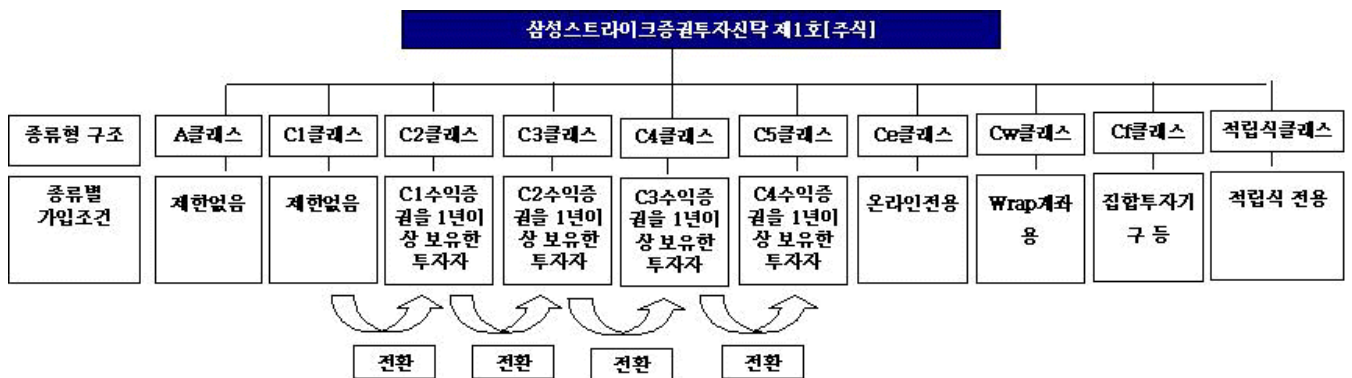 삼성스트라이크증권투자신탁 제1호[주식]
종류형 구조
A클래스
C1클래스
C2클래스
C3클래스
C4클래스
C5클래스
Ce클래스
Cw클래스
Cf클래스
적립식클래스
종류별
가입조건
제한없음
제한없음
C1수익증
권을 1년이
상 보유한
투자자
C2수익증
권을 1년이
상 보유한
투자자
C3수익증
권을 1년이
상 보유한
투자자
C4수익증
권을 1년이
상 보유한
투자자
온라인전용
Wrap계좌
용
집합투자기
구 등
적립식 전용
전환
전환
전환
전환